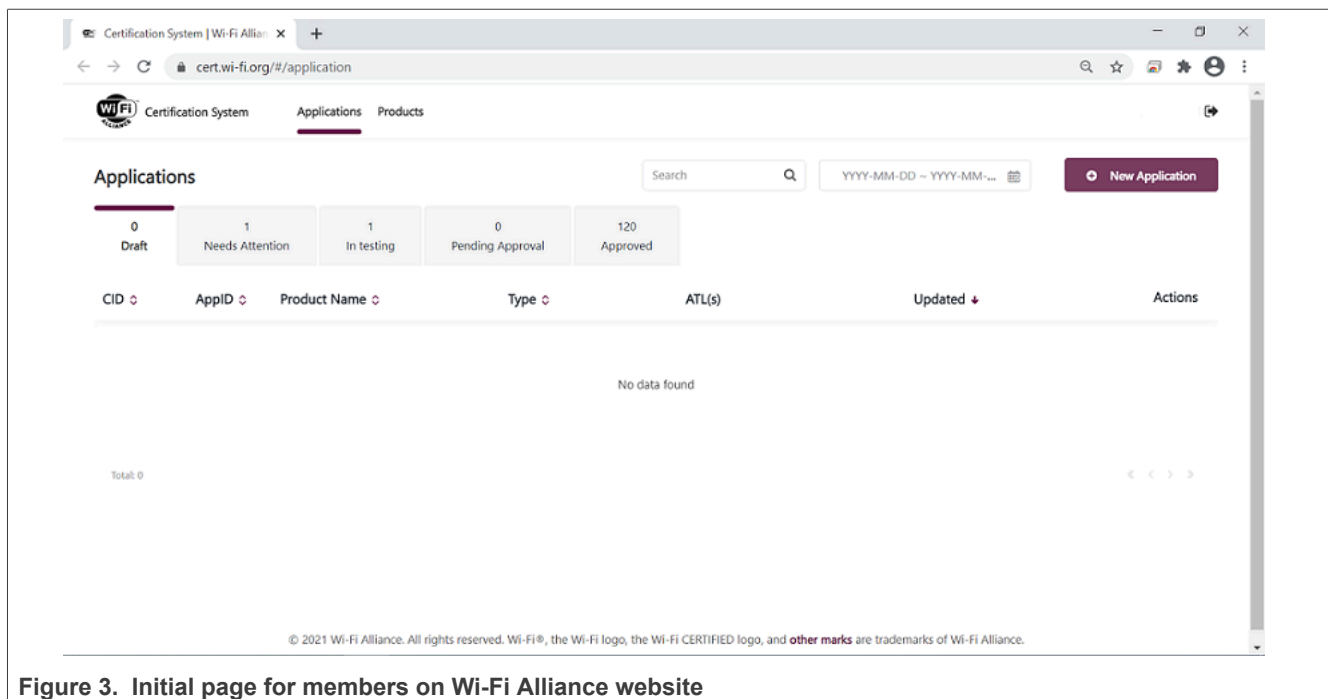 Certification System | Wi-Fi Allian
cert.wi-fi.org/#/application
Wi Fi ALLIANCE Certification System Applications Products
Applications Search YYYY-MM-DD ~ YYYY-MM-... New Application
0 1 1 0 120
Draft Needs Attention In testing Pending Approval Approved
CID AppID Product Name Type ATL(s) Updated Actions
No data found
Total: 0
© 2021 Wi-Fi Alliance. All rights reserved. Wi-Fi®, the Wi-Fi logo, the Wi-Fi CERTIFIED logo, and other marks are trademarks of Wi-Fi Alliance.
Figure 3. Initial page for members on Wi-Fi Alliance website